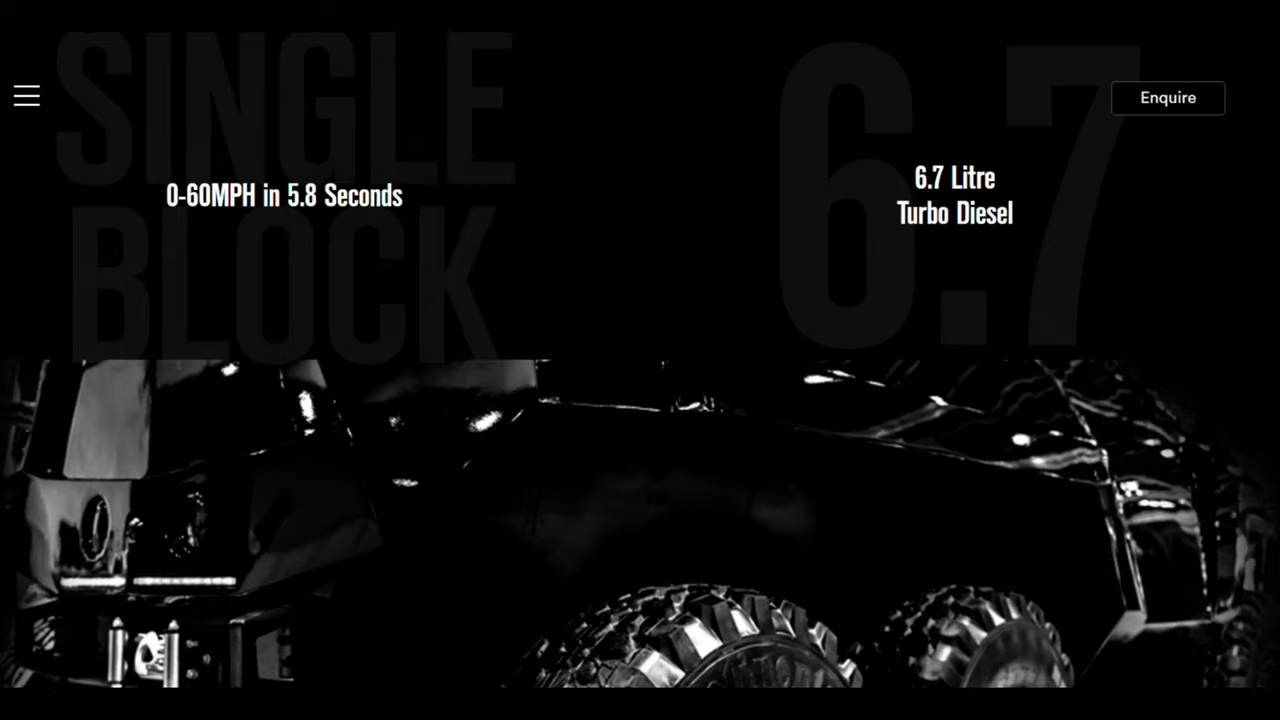 SINGLE
BLOCK
0-60MPH in 5.8 Seconds
6.7
6.7 Litre
Turbo Diesel
Enquire